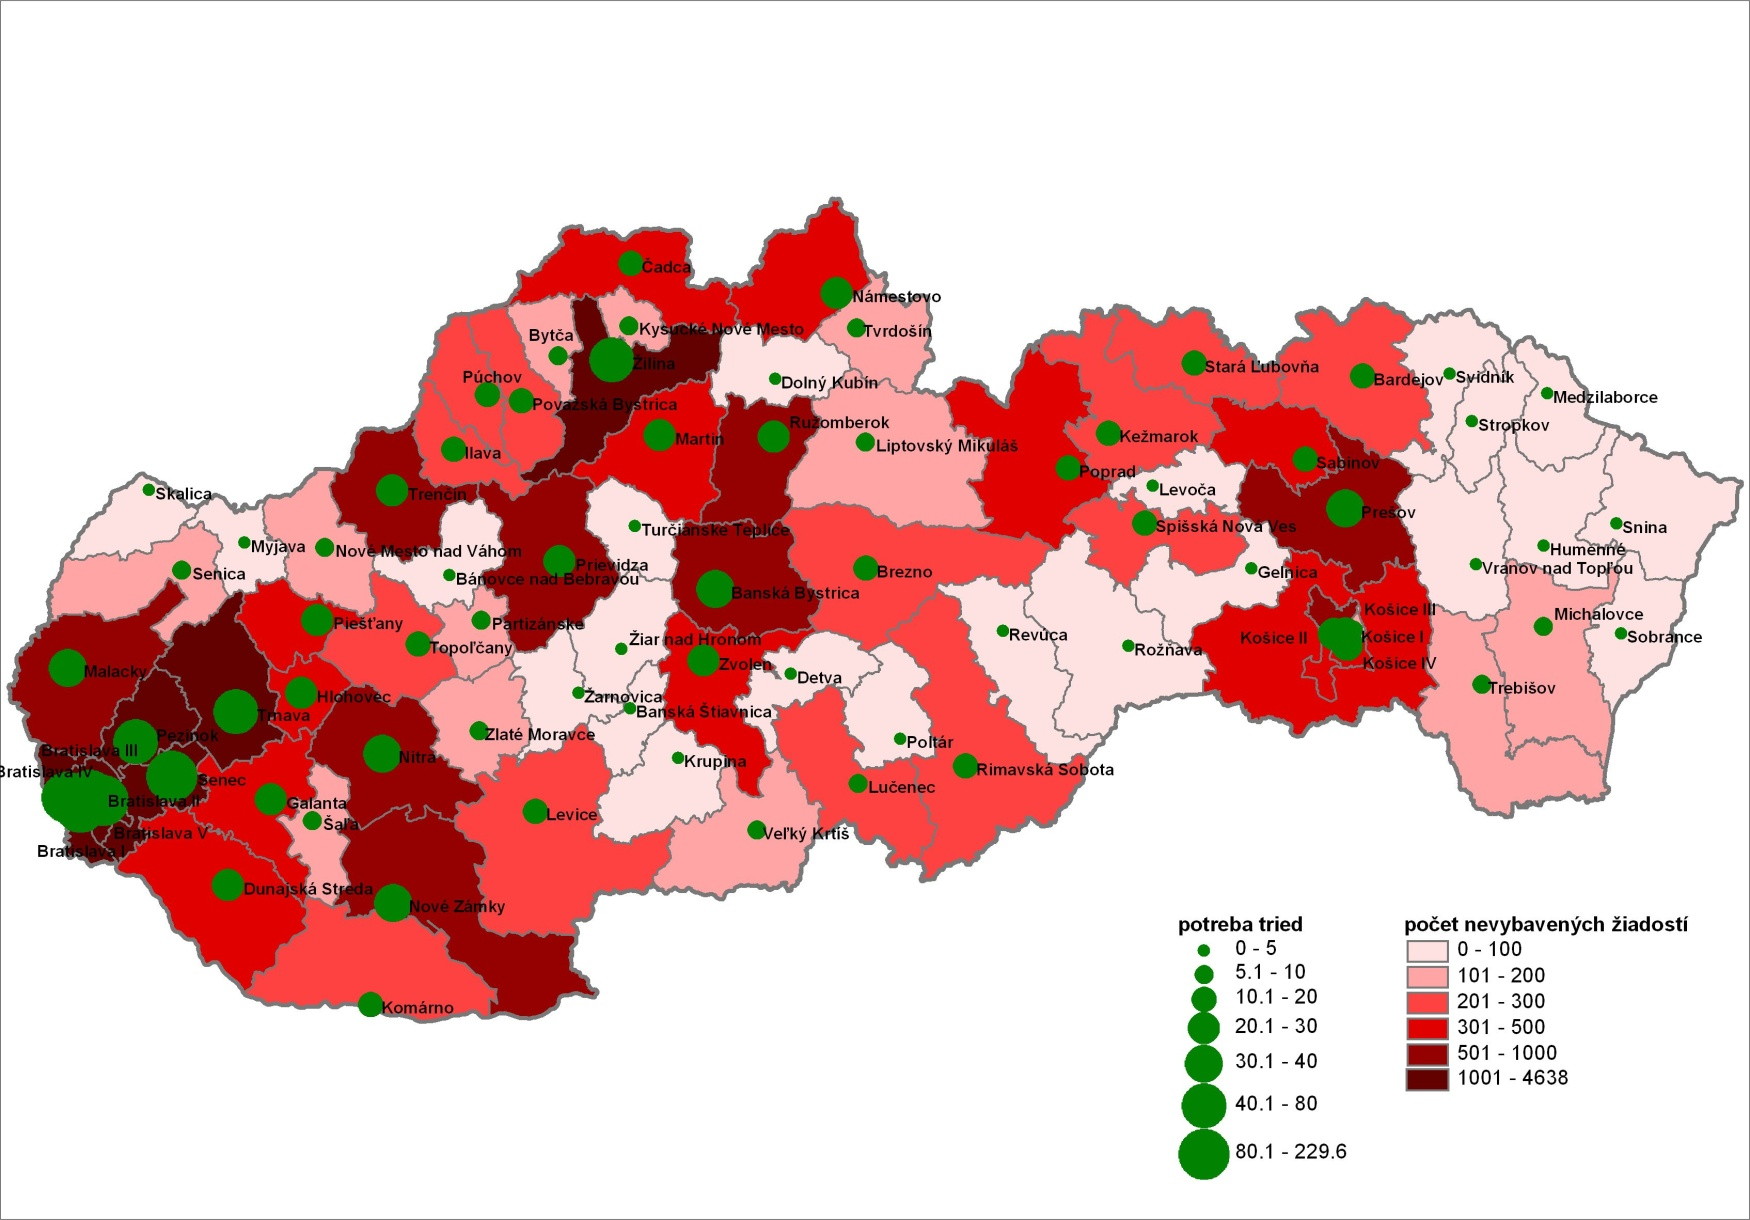 Čadca
Námestovo
Kysucké Nové Mesto
Tvrdošín
Bytča
Žilina
Dolný Kubín
Stará Ľubovňa
Bardejov
Svidník
Medzilaborce
Púchov
Považská Bystrica
Ružomberok
Stropkov
Martin
Liptovský Mikuláš
Kežmarok
Ilava
Poprad
Sabinov
Skalica
Trenčín
Levoča
Prešov
Turčianske Teplice
Spišská Nová Ves
Snina
Myjava
Nové Mesto nad Váhom
Humenné
Senica
Prievidza
Bánovce nad Bebravou
Brezno
Gelnica
Vranov nad Topľou
Banská Bystrica
Košice III
Michalovce
Piešťany
Partizánske
Topoľčany
Žiar nad Hronom
Revúca
Rožňava
Košice II
Košice I
Sobrance
Malacky
Zvolen
Košice IV
Detva
Trebišov
Hlohovec
Žarnovica
Trnava
Banská Štiavnica
Pezinok
Zlaté Moravce
Poltár
Bratislava III
Nitra
Krupina
Rimavská Sobota
Bratislava IV
Senec
Lučenec
Bratislava II
Galanta
Levice
Bratislava V
Šaľa
Veľký Krtíš
Bratislava I
Dunajská Streda
Nové Zámky
Komárno
potreba tried
0 - 5
5.1 - 10
10.1 - 20
20.1 - 30
30.1 - 40
40.1 - 80
80.1 - 229.6
počet nevybavených žiadostí
0 - 100
101 - 200
201 - 300
301 - 500
501 - 1000
1001 - 4638